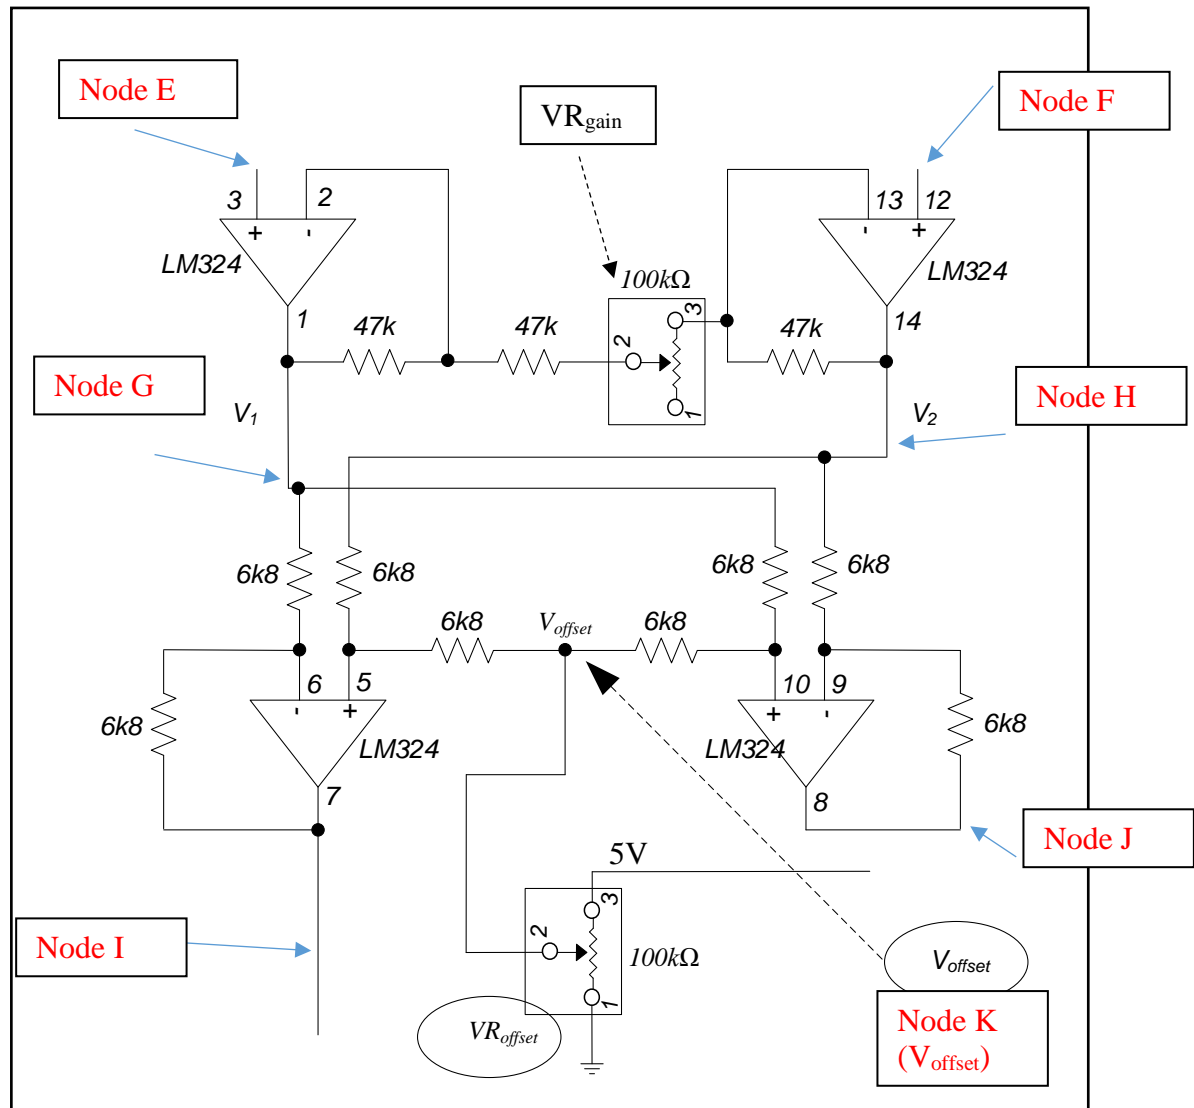 Node E
Node F
VRgain
3
2
13
12
+
-
-
+
LM324
100kΩ
LM324
1
47k
47k
2
3
1
47k
14
Node G
V1
V2
Node H
6k8
6k8
6k8
6k8
6k8
Voffset
6k8
6
5
10
9
-
+
+
-
6k8
LM324
LM324
6k8
7
8
5V
Node J
Node I
2
3
1
100kΩ
Voffset
VRoffset
Node K
(Voffset)